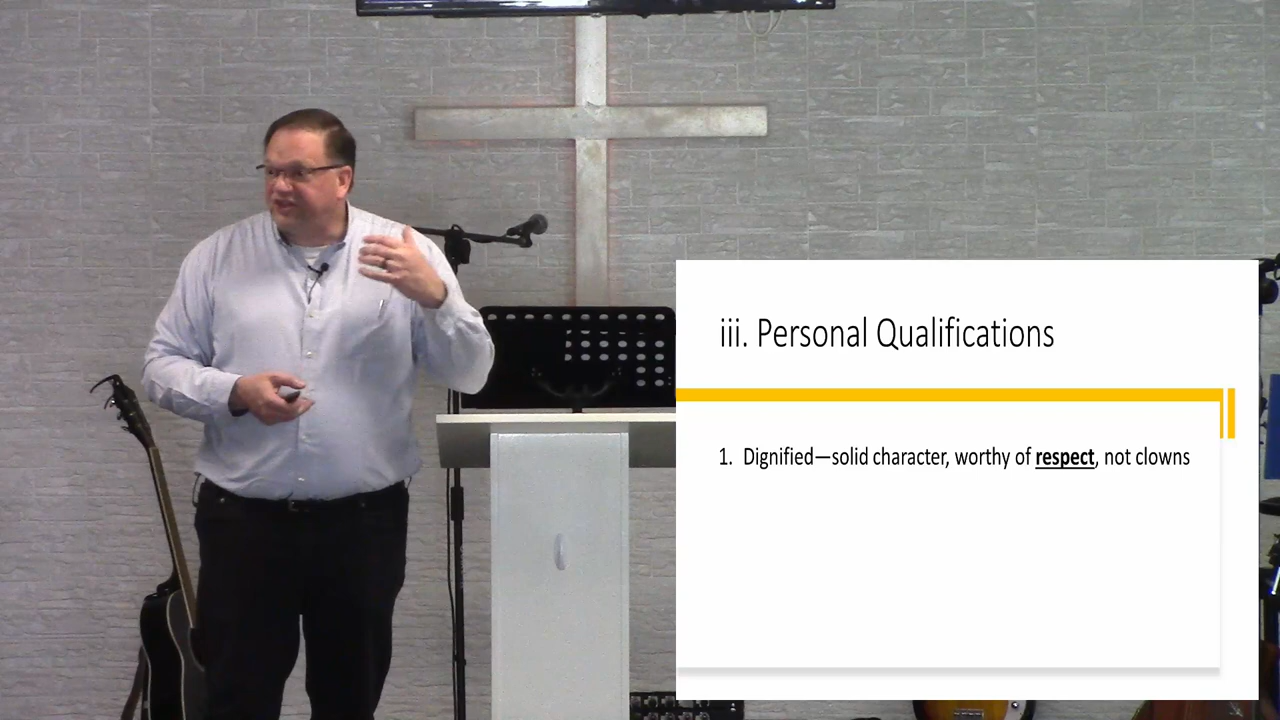 iii. Personal Qualifications
1. Dignified—solid character, worthy of respect, not clowns